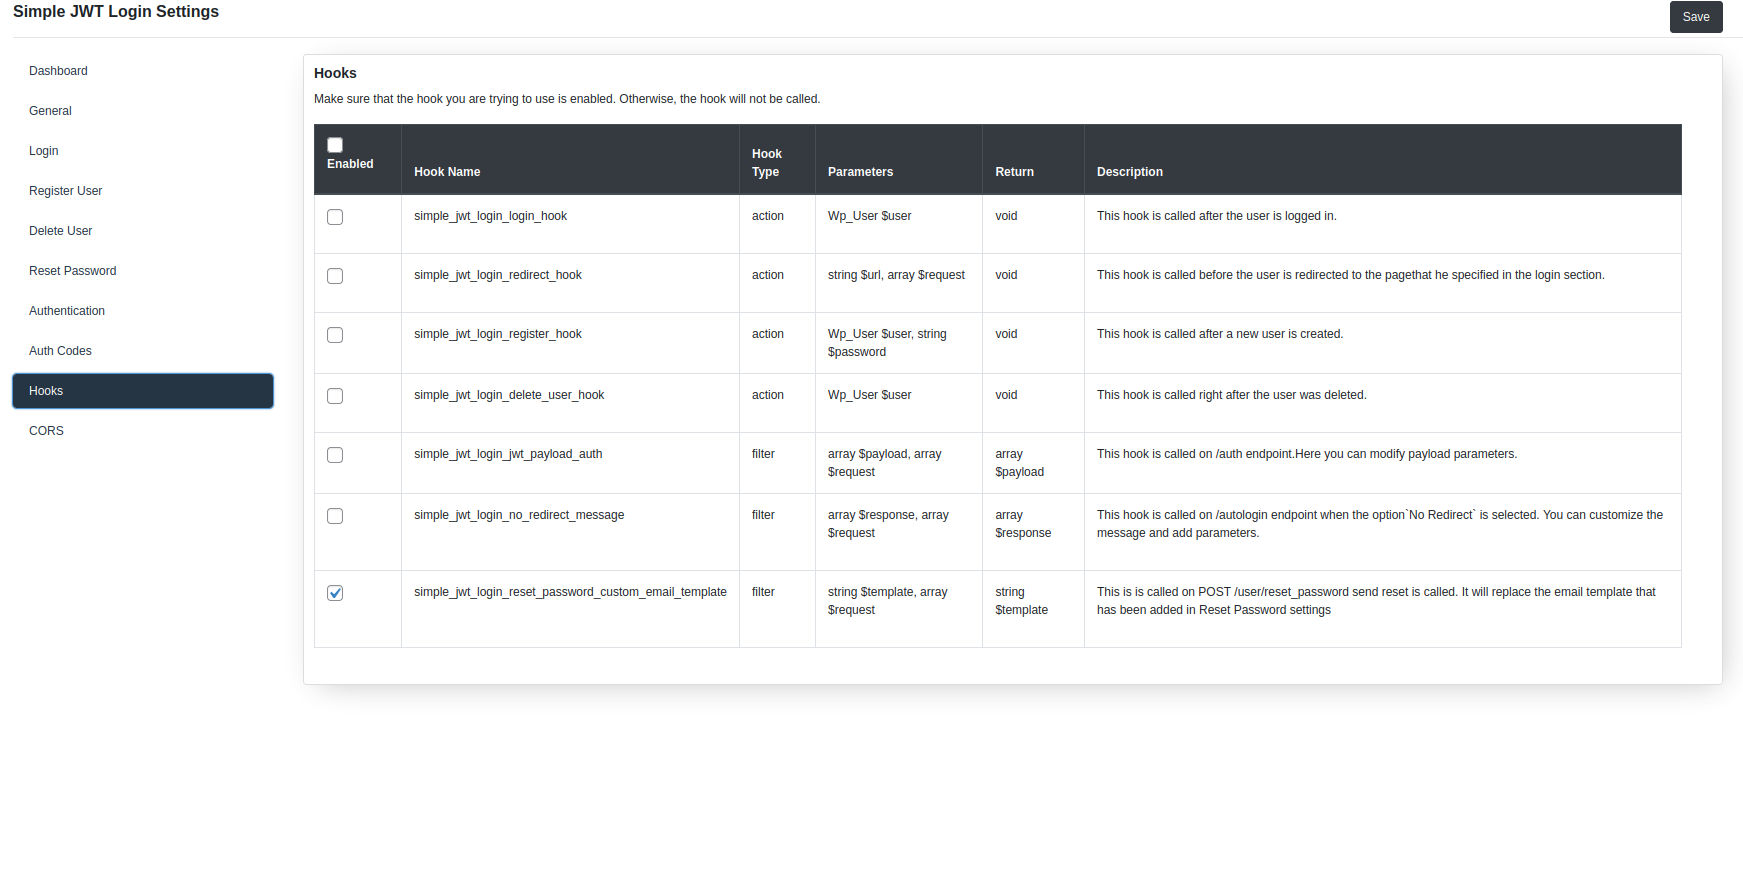 Simple JWT Login Settings
Save
Dashboard
General
Login
Register User
Delete User
Reset Password
Authentication
Auth Codes
Hooks
CORS
Hooks
Make sure that the hook you are trying to use is enabled. Otherwise, the hook will not be called.
Enabled
Hook Name
Hook
Type
Parameters
Return
Description
simple_jwt_login_login_hook
action
Wp_User $user
void
This hook is called after the user is logged in.
simple_jwt_login_redirect_hook
action
string $url, array $request
void
This hook is called before the user is redirected to the pagethat he specified in the login section.
simple_jwt_login_register_hook
action
Wp_User $user, string
$password
void
This hook is called after a new user is created.
simple_jwt_login_delete_user_hook
action
Wp_User $user
void
This hook is called right after the user was deleted.
simple_jwt_login_jwt_payload_auth
filter
array $payload, array
$request
array
$payload
This hook is called on /auth endpoint.Here you can modify payload parameters.
simple_jwt_login_no_redirect_message
filter
array $response, array
$request
array
$response
This hook is called on /autologin endpoint when the option`No Redirect` is selected. You can customize the
message and add parameters.
simple_jwt_login_reset_password_custom_email_template
filter
string $template, array
$request
string
$template
This is is called on POST /user/reset_password send reset is called. It will replace the email template that
has been added in Reset Password settings